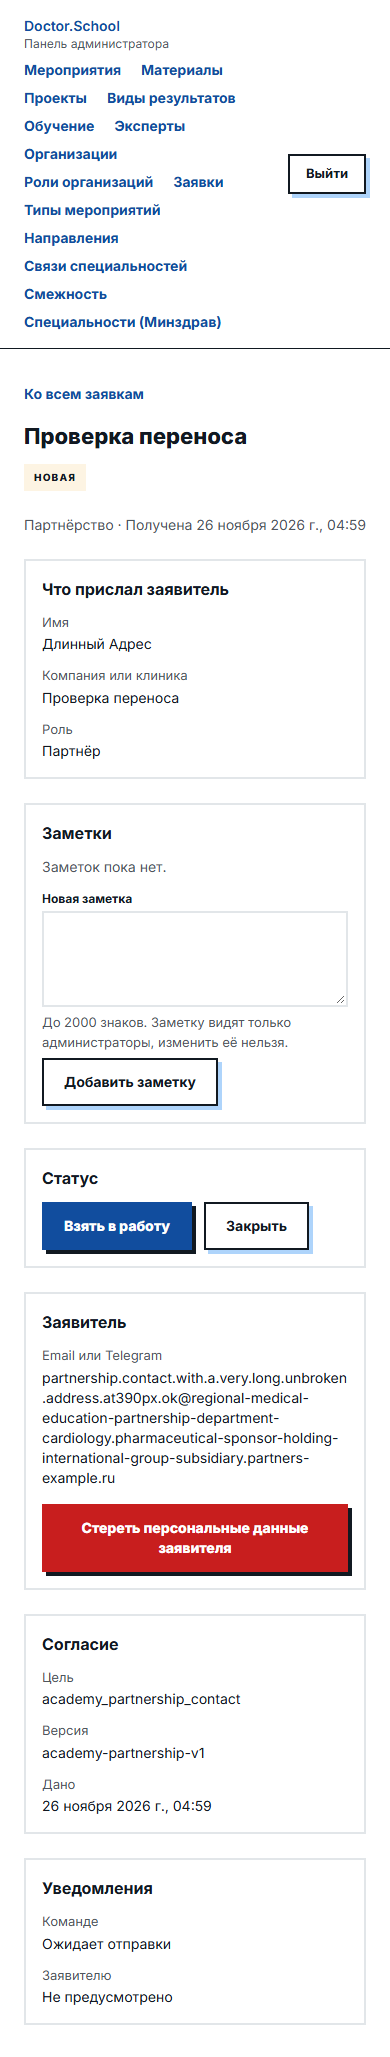 Doctor.School
Панель администратора
Мероприятия Материалы
Проекты Виды результатов
Обучение Эксперты
Организации
Роли организаций Заявки
Типы мероприятий
Направления
Связи специальностей
Смежность
Специальности (Минздрав)
Выйти
Ко всем заявкам
Проверка переноса
НОВАЯ
Партнёрство · Получена 26 ноября 2026 г., 04:59
Что прислал заявитель
Имя
Длинный Адрес
Компания или клиника
Проверка переноса
Роль
Партнёр
Заметки
Заметок пока нет.
Новая заметка
До 2000 знаков. Заметку видят только
администраторы, изменить её нельзя.
Добавить заметку
Статус
Взять в работу Закрыть
Заявитель
Email или Telegram
partnership.contact.with.a.very.long.unbroken
.address.at390px.ok@regional-medical-
education-partnership-department-
cardiology.pharmaceutical-sponsor-holding-
international-group-subsidiary.partners-
example.ru
Стереть персональные данные
заявителя
Согласие
Цель
academy_partnership_contact
Версия
academy-partnership-v1
Дано
26 ноября 2026 г., 04:59
Уведомления
Команде
Ожидает отправки
Заявителю
Не предусмотрено